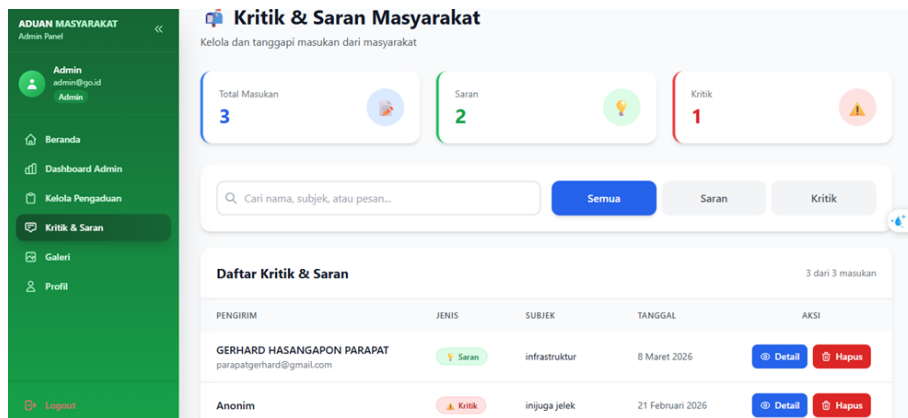 ADUAN MASYARAKAT
Admin Panel
Admin
admin@go.id
Admin
Beranda
Dashboard Admin
Kelola Pengaduan
Kritik & Saran
Galeri
Profil
Logout
Kritik & Saran Masyarakat
Kelola dan tanggapi masukan dari masyarakat
Total Masukan
3
Saran
2
Kritik
1
Cari nama, subjek, atau pesan...
Semua Saran Kritik
Daftar Kritik & Saran 3 dari 3 masukan
PENGIRIM JENIS SUBJEK TANGGAL AKSI
GERHARD HASANGAPON PARAPAT
parapatgerhard@gmail.com
Saran infrastruktur 8 Maret 2026 Detail Hapus
Anonim Kritik inijuga jelek 21 Februari 2026 Detail Hapus